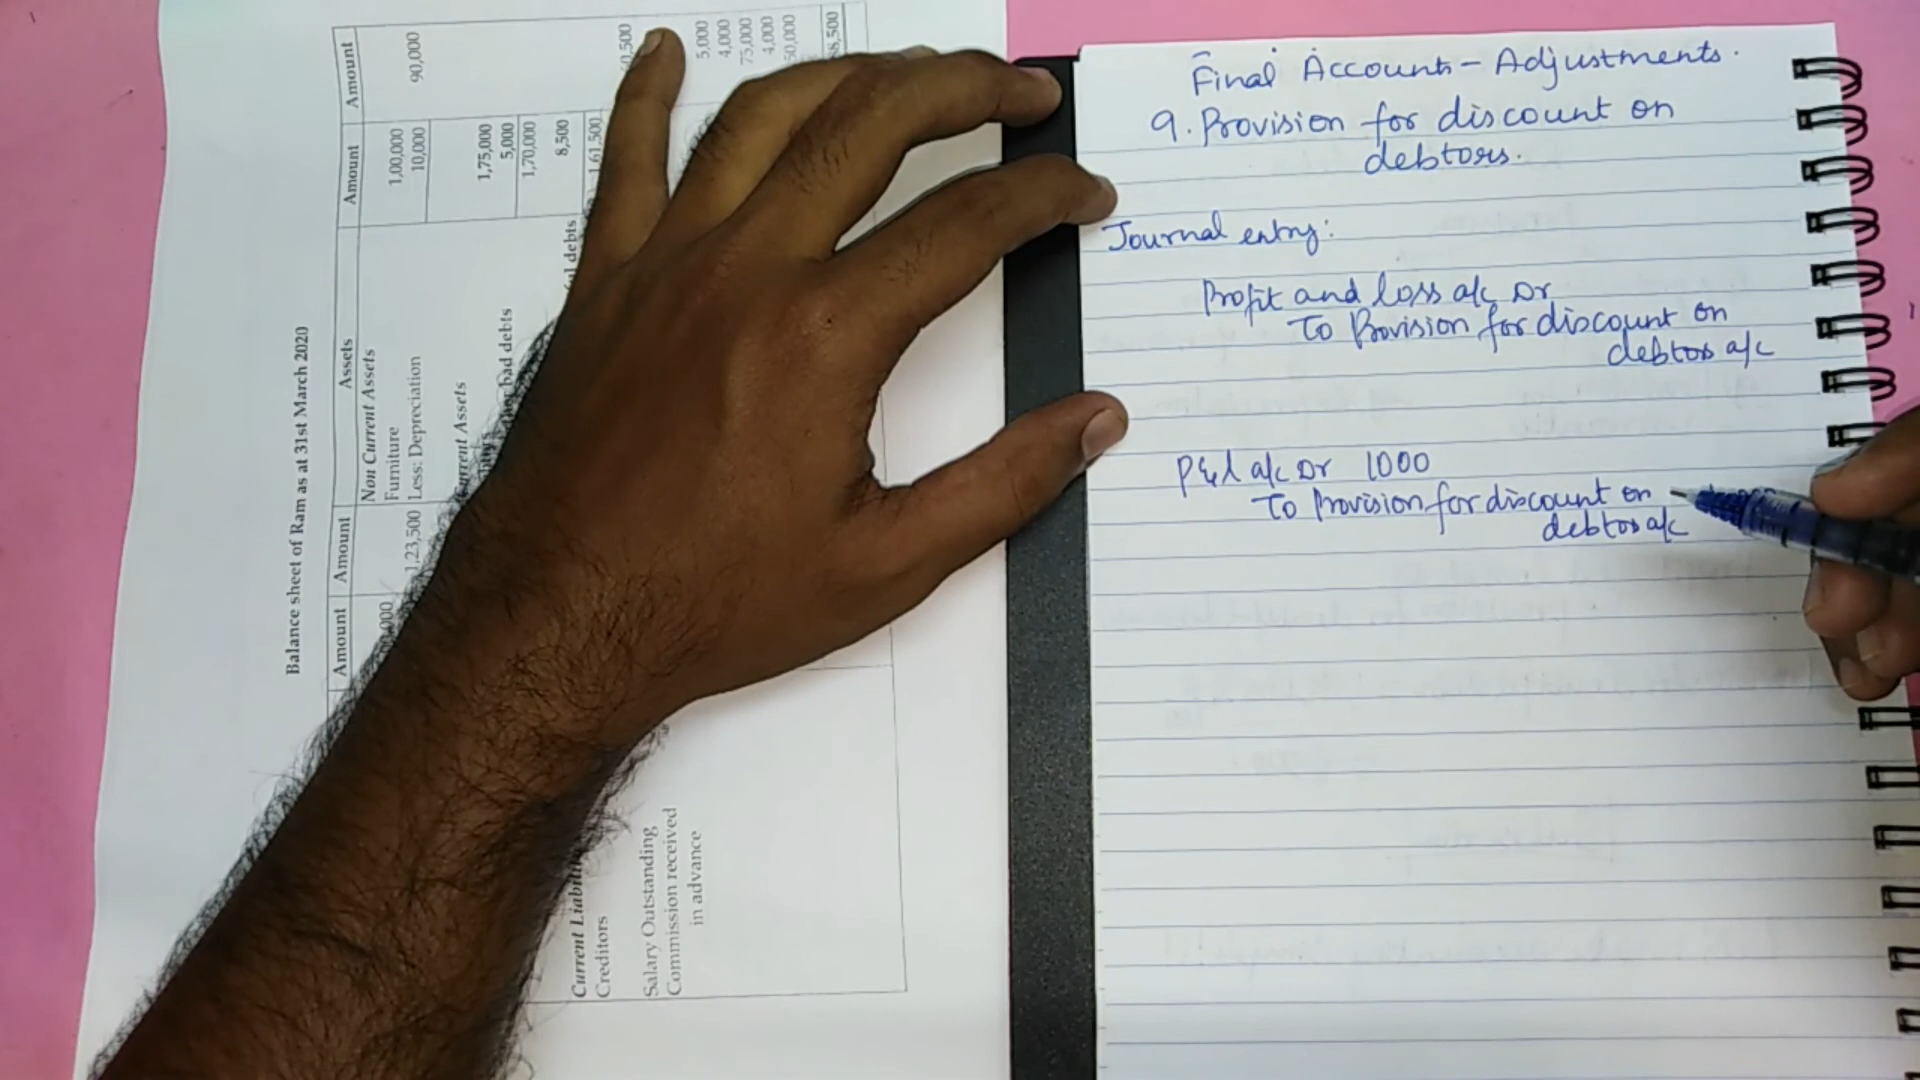 Final Accounts - Adjustments.
9. Provision for discount on
debtors.
Journal entry:
Profit and loss a/c Dr
To Provision for discount on
debtors a/c
P&L a/c Dr 1000
To Provision for discount on
debtors a/c
Balance sheet of Ram as at 31st March 2020
Amount Amount Assets Amount Amount
Non Current Assets
Furniture 1,00,000
1,23,500 Less: Depreciation 10,000 90,000
Current Assets
1,75,000
bad debts 5,000
1,70,000
debts 8,500
1,61,500
5,000
4,000
75,000
4,000
Current
Creditors
Salary Outstanding
Commission received
in advance